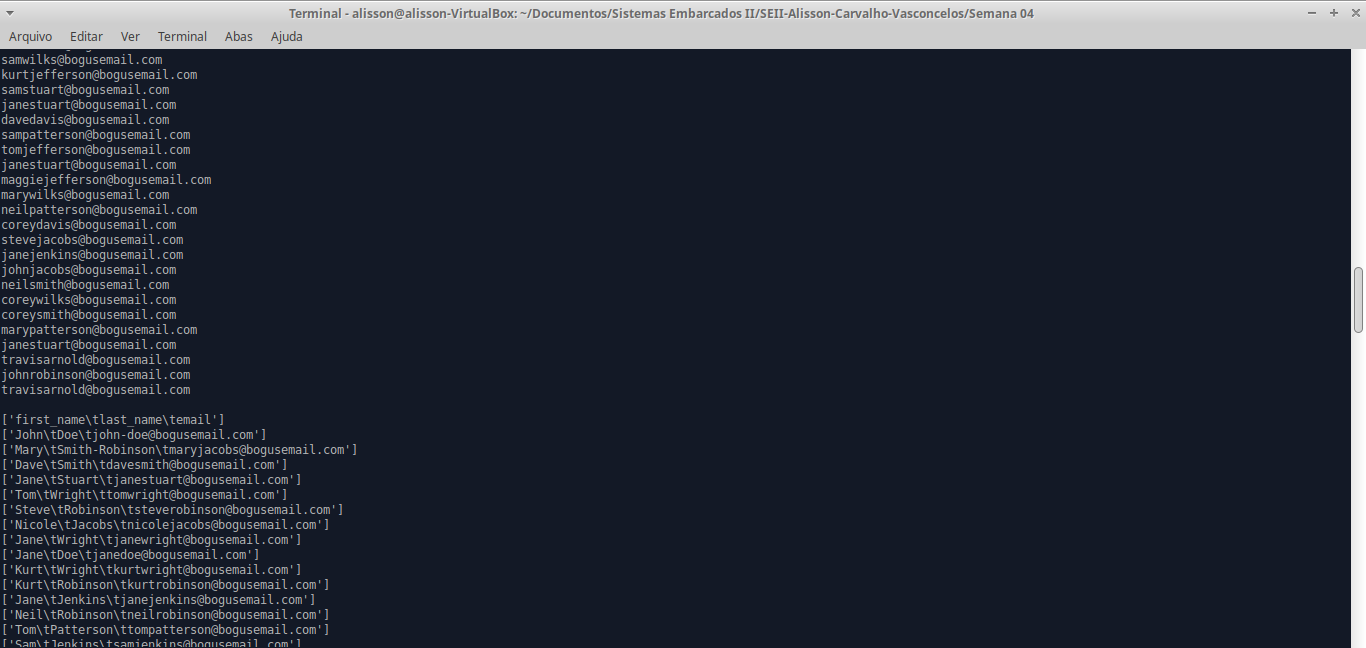 Terminal - alisson@alisson-VirtualBox: ~/Documentos/Sistemas Embarcados II/SEII-Alisson-Carvalho-Vasconcelos/Semana 04
Arquivo Editar Ver Terminal Abas Ajuda
samwilks@bogusemail.com
kurtjefferson@bogusemail.com
samstuart@bogusemail.com
janestuart@bogusemail.com
davedavis@bogusemail.com
sampatterson@bogusemail.com
tomjefferson@bogusemail.com
janestuart@bogusemail.com
maggiejefferson@bogusemail.com
marywilks@bogusemail.com
neilpatterson@bogusemail.com
coreydavis@bogusemail.com
stevejacobs@bogusemail.com
janejenkins@bogusemail.com
johnjacobs@bogusemail.com
neilsmith@bogusemail.com
coreywilks@bogusemail.com
coreysmith@bogusemail.com
marypatterson@bogusemail.com
janestuart@bogusemail.com
travisarnold@bogusemail.com
johnrobinson@bogusemail.com
travisarnold@bogusemail.com
['first_name\tlast_name\temail']
['John\tDoe\tjohn-doe@bogusemail.com']
['Mary\tSmith-Robinson\tmaryjacobs@bogusemail.com']
['Dave\tSmith\tdavesmith@bogusemail.com']
['Jane\tStuart\tjanestuart@bogusemail.com']
['Tom\tWright\ttomwright@bogusemail.com']
['Steve\tRobinson\tsteverobinson@bogusemail.com']
['Nicole\tJacobs\tnicolejacobs@bogusemail.com']
['Jane\tWright\tjanewright@bogusemail.com']
['Jane\tDoe\tjanedoe@bogusemail.com']
['Kurt\tWright\tkurtwright@bogusemail.com']
['Kurt\tRobinson\tkurtrobinson@bogusemail.com']
['Jane\tJenkins\tjanejenkins@bogusemail.com']
['Neil\tRobinson\tneilrobinson@bogusemail.com']
['Tom\tPatterson\ttompatterson@bogusemail.com']
['Sam\tJenkins\tsamjenkins@bogusemail.com']